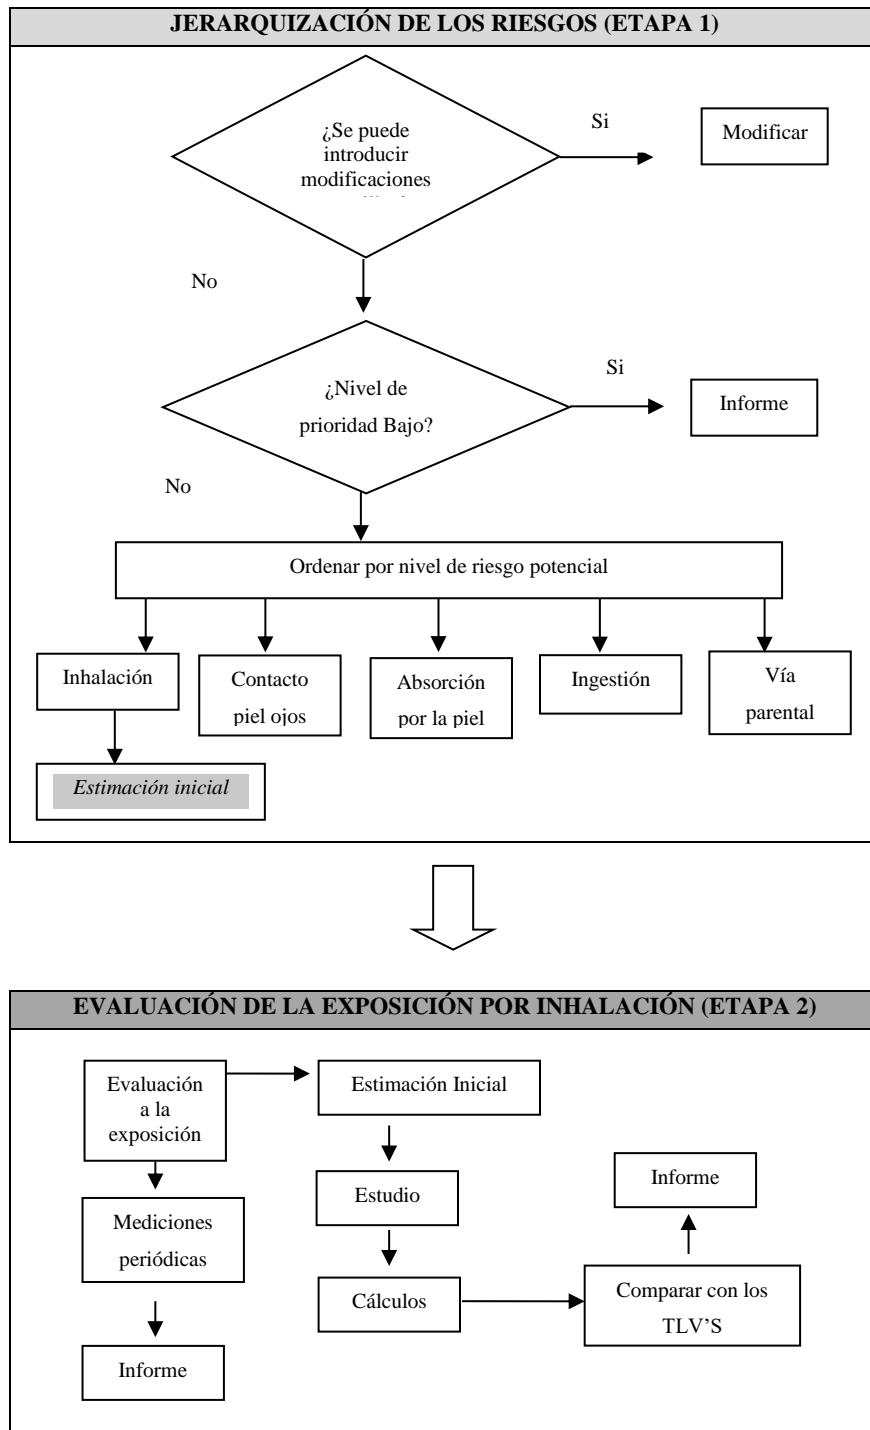 JERARQUIZACIÓN DE LOS RIESGOS (ETAPA 1)
¿Se puede
introducir
modificaciones
Si
Modificar
No
¿Nivel de
prioridad Bajo?
Si
Informe
No
Ordenar por nivel de riesgo potencial
Inhalación
Contacto
piel ojos
Absorción
por la piel
Ingestión
Vía
parental
Estimación inicial
EVALUACIÓN DE LA EXPOSICIÓN POR INHALACIÓN (ETAPA 2)
Evaluación
a la
exposición
Estimación Inicial
Mediciones
periódicas
Estudio
Informe
Cálculos
Comparar con los
TLV'S
Informe